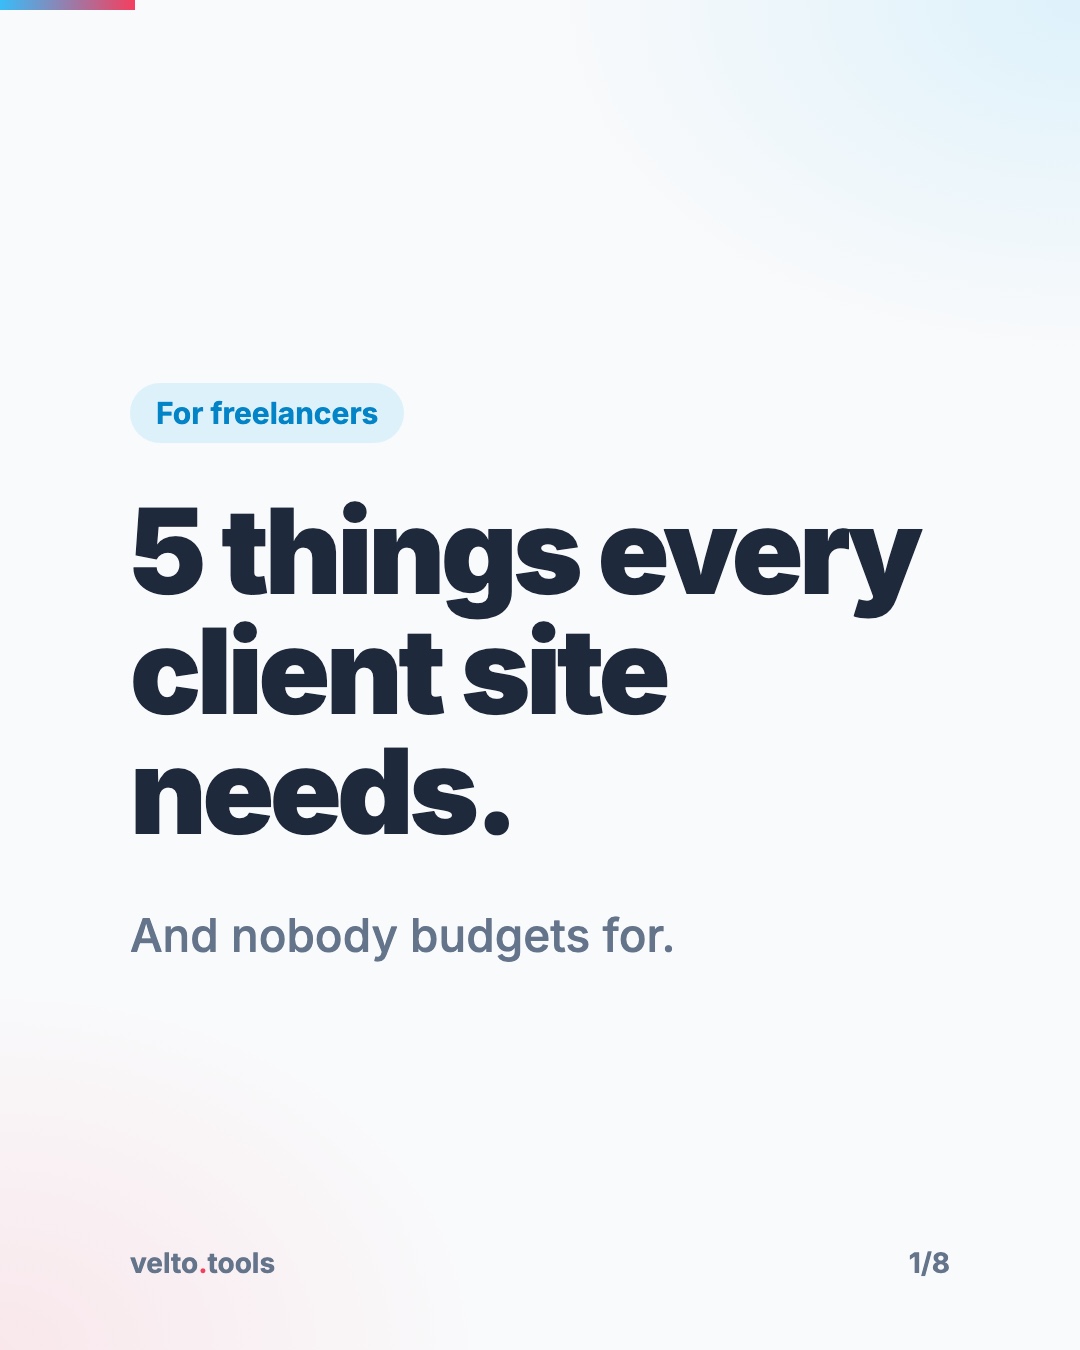 For freelancers
5 things every
client site
needs.
And nobody budgets for.
velto.tools
1/8